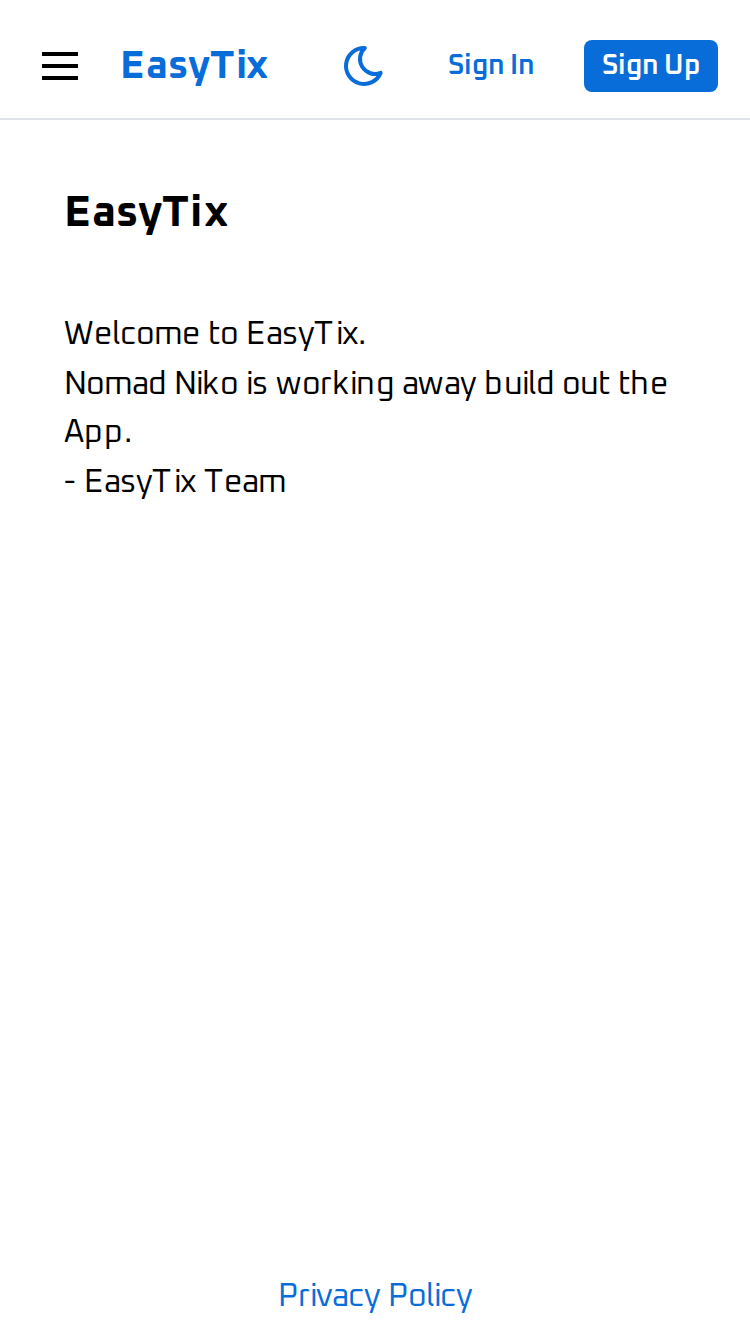 EasyTix
Sign In
Sign Up
EasyTix
Welcome to EasyTix.
Nomad Niko is working away build out the
App.
- EasyTix Team
Privacy Policy